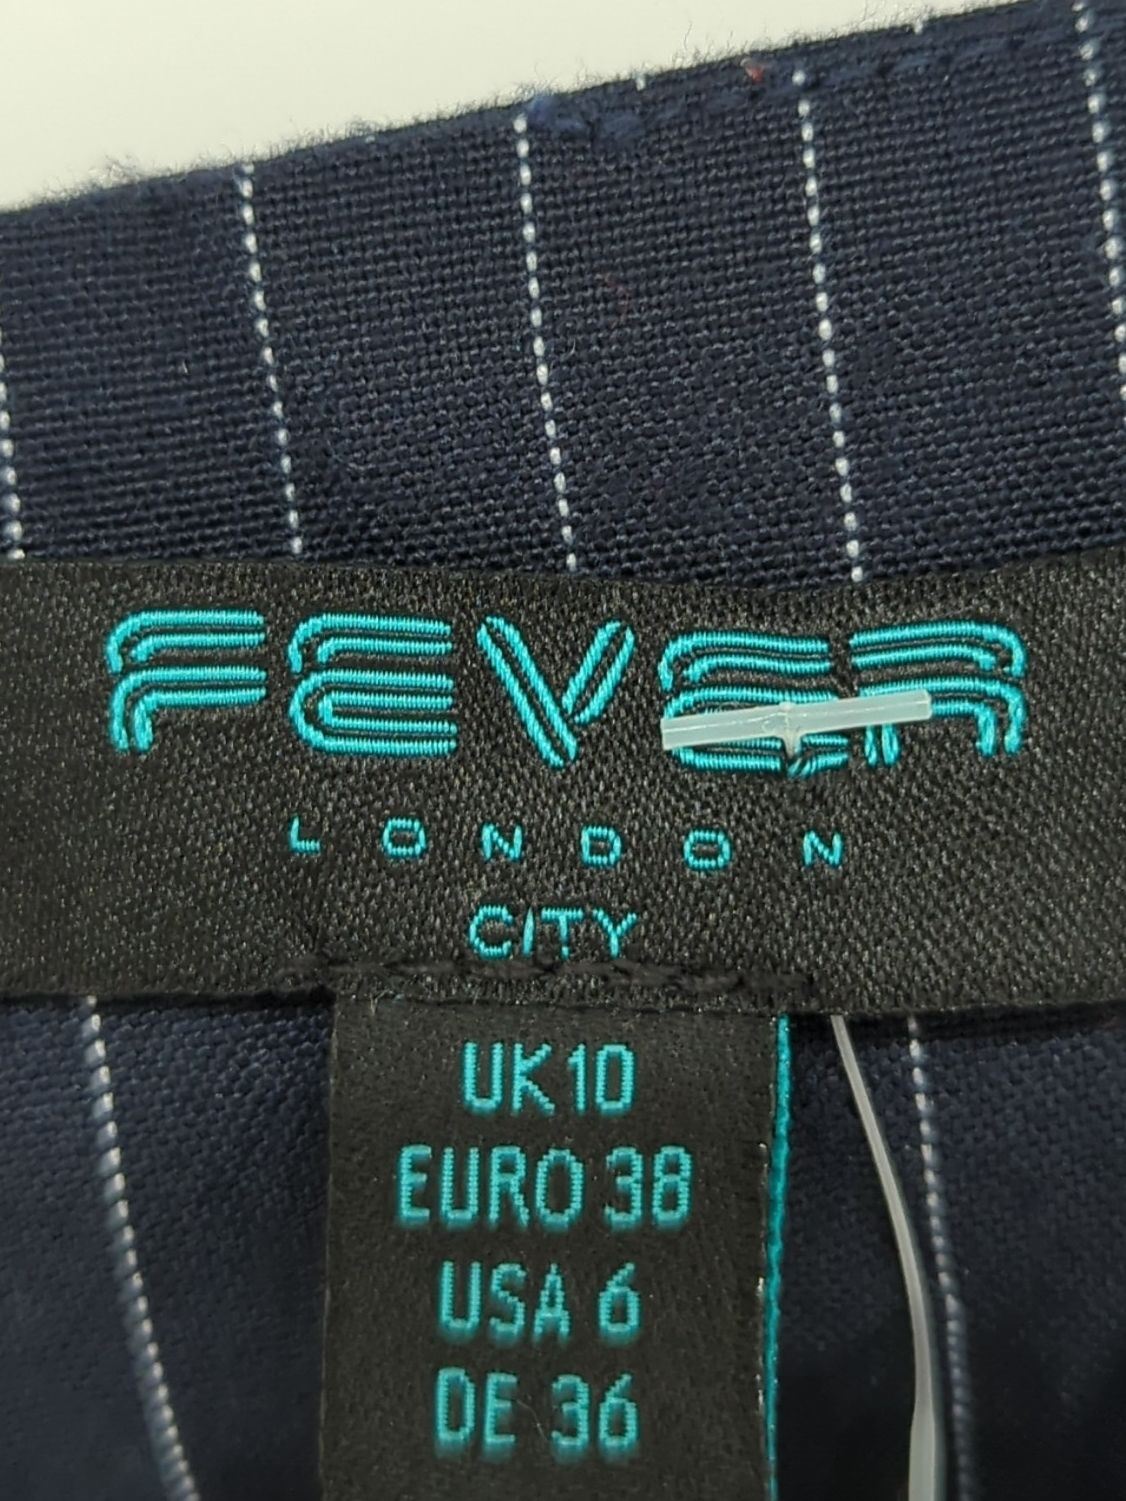 FEVER
LONDON
CITY
UK10
EURO 38
USA 6
DE 36